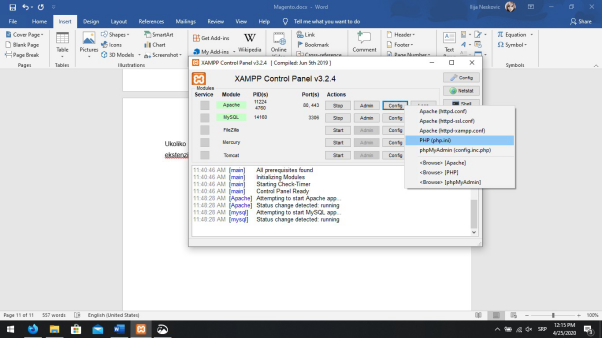 Magento.docx - Word
Ilija Neskovic
File Home Insert Design Layout References Mailings Review View Help Tell me what you want to do Share
Cover Page
Blank Page
Page Break
Pages
Table
Tables
Pictures
Shapes
Icons
3D Models
SmartArt
Chart
Screenshot
Illustrations
Get Add-ins
My Add-ins
Wikipedia
Online
Link
Bookmark
Cross-reference
Comment
Header
Footer
Page Number
Text
Equation
Symbol
Symbols
Ukoliko
ekstenzi
XAMPP Control Panel v3.2.4 [ Compiled: Jun 5th 2019 ]
XAMPP Control Panel v3.2.4
Config
Netstat
Shell
Modules
Service Module PID(s) Port(s) Actions
Apache 11224 4760 80, 443 Stop Admin Config
MySQL 14160 3306 Stop Admin
FileZilla Start Admin
Mercury Start Admin
Tomcat Start Admin
Apache (httpd.conf)
Apache (httpd-ssl.conf)
Apache (httpd-xampp.conf)
PHP (php.ini)
phpMyAdmin (config.inc.php)
<Browse> [Apache]
<Browse> [PHP]
<Browse> [phpMyAdmin]
11:40:46 AM [main] All prerequisites found
11:40:46 AM [main] Initializing Modules
11:40:46 AM [main] Starting Check-Timer
11:40:46 AM [main] Control Panel Ready
11:48:28 AM [Apache] Attempting to start Apache app...
11:48:28 AM [Apache] Status change detected: running
11:48:28 AM [mysql] Attempting to start MySQL app...
11:48:28 AM [mysql] Status change detected: running
Page 11 of 11 557 words English (United States) 100%
SRP
12:15 PM
4/25/2020